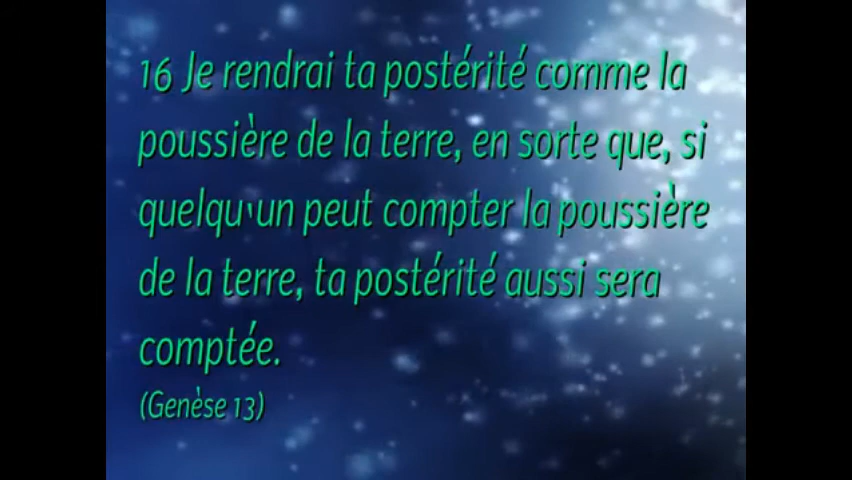 16 Je rendrai ta postérité comme la
poussière de la terre, en sorte que, si
quelqu'un peut compter la poussière
de la terre, ta postérité aussi sera
comptée.
(Genèse 13)